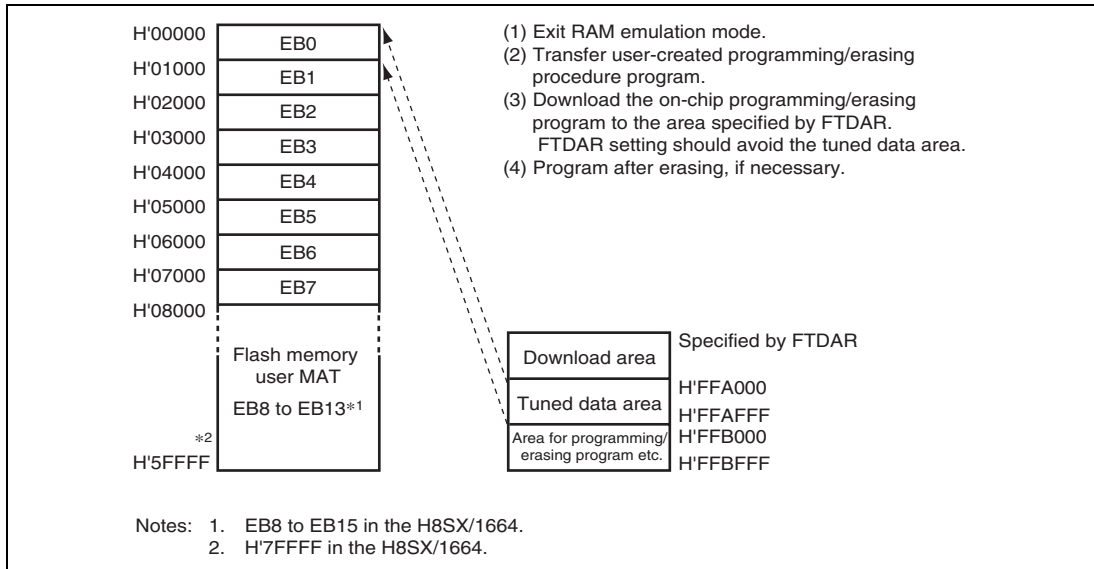 H'00000
EB0
H'01000
EB1
H'02000
EB2
H'03000
EB3
H'04000
EB4
H'05000
EB5
H'06000
EB6
H'07000
EB7
H'08000
Flash memory
user MAT
EB8 to EB13*1
*2
H'5FFFF
(1) Exit RAM emulation mode.
(2) Transfer user-created programming/erasing
procedure program.
(3) Download the on-chip programming/erasing
program to the area specified by FTDAR.
FTDAR setting should avoid the tuned data area.
(4) Program after erasing, if necessary.
Download area
Specified by FTDAR
Tuned data area
H'FFA000
H'FFAFFF
Area for programming/
erasing program etc.
H'FFB000
H'FFBFFF
Notes: 1. EB8 to EB15 in the H8SX/1664.
2. H'7FFFF in the H8SX/1664.